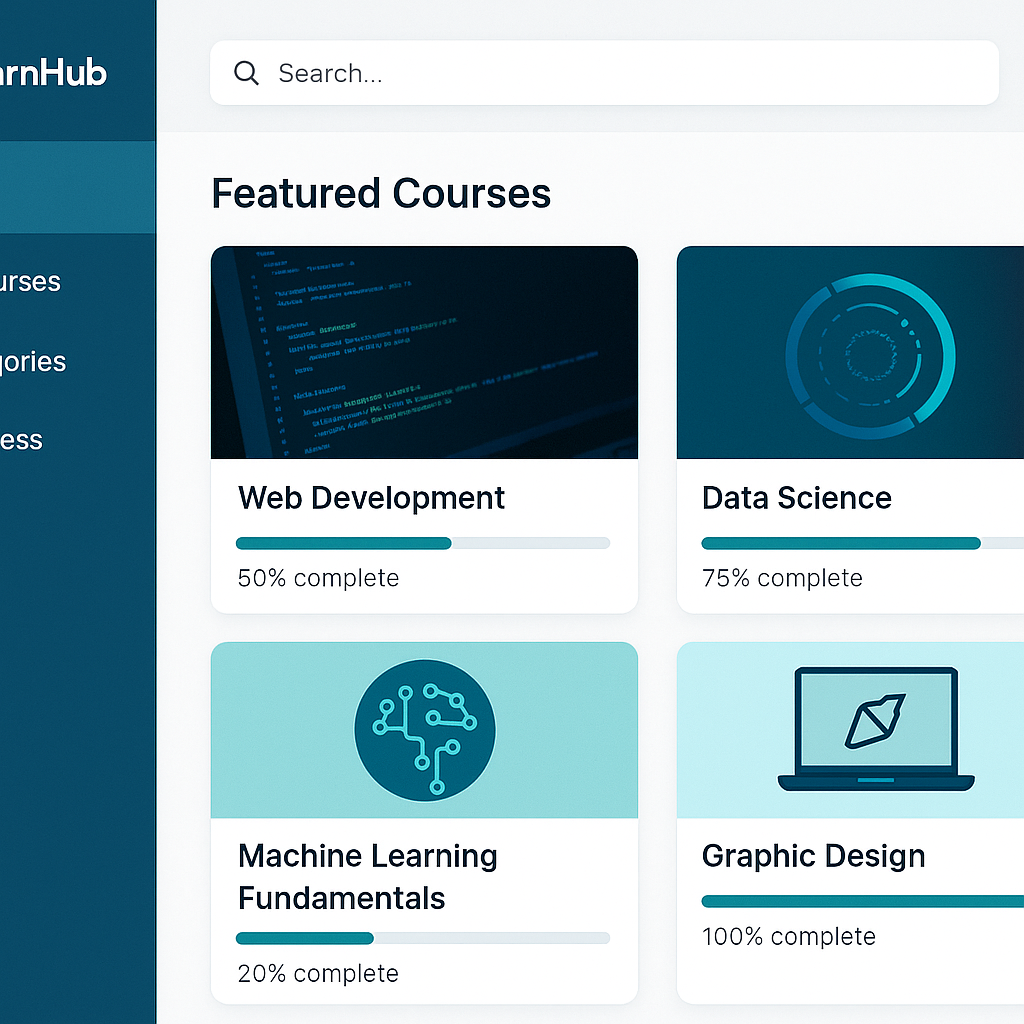 arnHub
Search...
urses
gories
ess
Featured Courses
Web Development
50% complete
Data Science
75% complete
Machine Learning
Fundamentals
20% complete
Graphic Design
100% complete